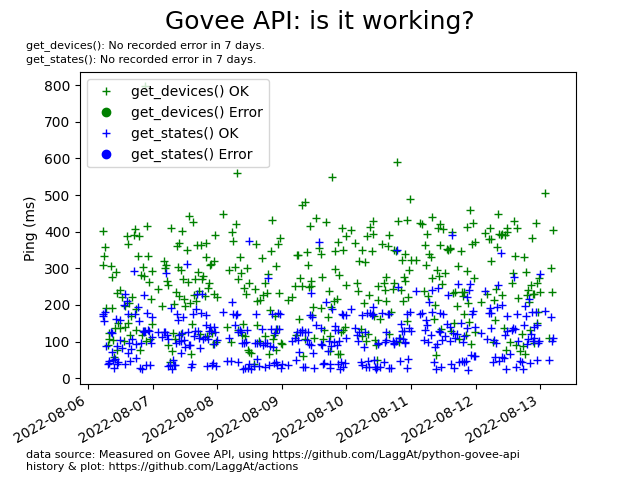 Govee API: is it working?
get_devices(): No recorded error in 7 days.
get_states(): No recorded error in 7 days.
get_devices() OK
get_devices() Error
get_states() OK
get_states() Error
800
700
600
500
400
300
200
100
0
Ping (ms)
2022-08-06
2022-08-07
2022-08-08
2022-08-09
2022-08-10
2022-08-11
2022-08-12
2022-08-13
data source: Measured on Govee API, using https://github.com/LaggAt/python-govee-api
history & plot: https://github.com/LaggAt/actions